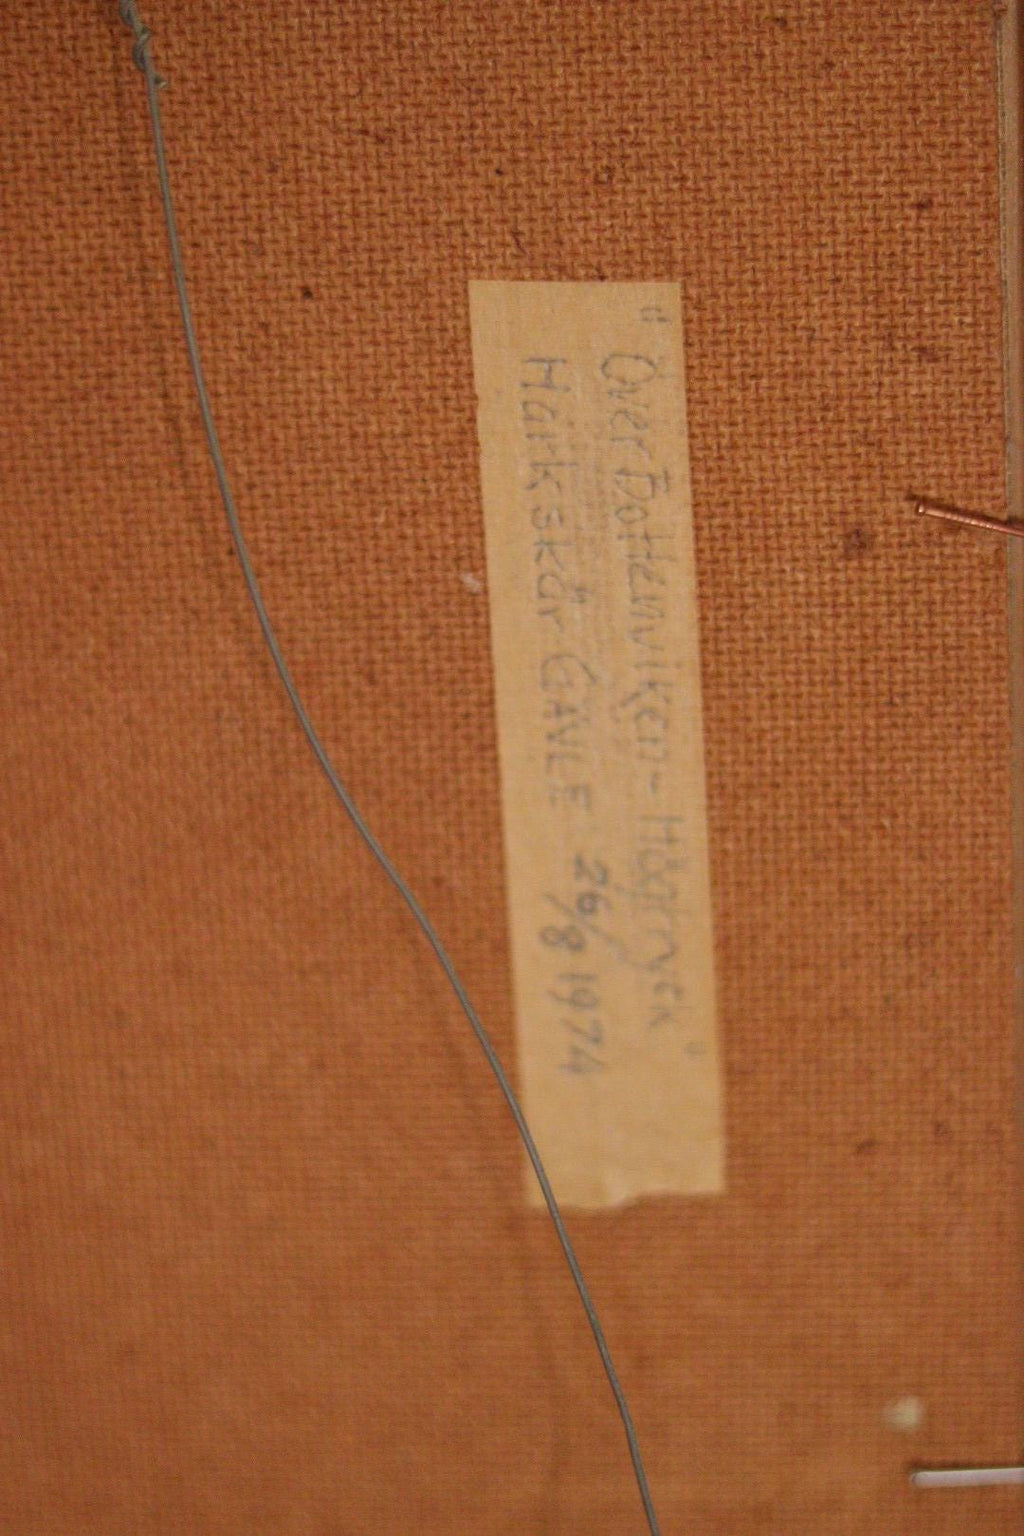 "Över Bottenviken - Högtryck"
Hårkskär GÄVLE 26/8 1974